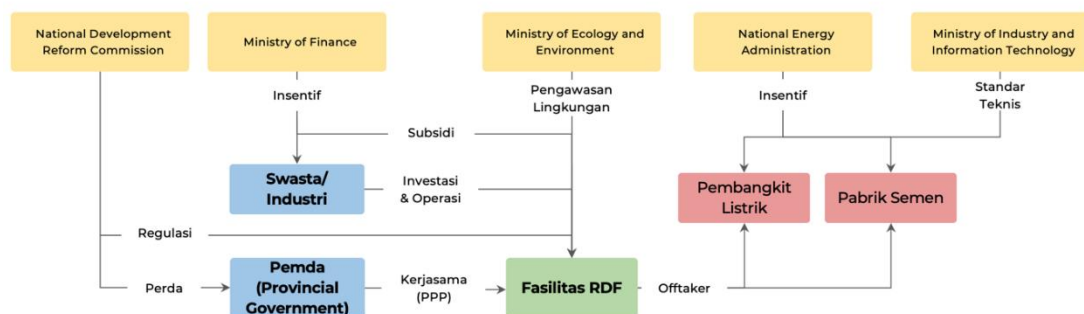 National Development
Reform Commission
Ministry of Finance
Ministry of Ecology and
Environment
National Energy
Administration
Ministry of Industry and
Information Technology
Insentif
Pengawasan
Lingkungan
Insentif
Standar
Teknis
Subsidi
Swasta/
Industri
Investasi
& Operasi
Pembangkit
Listrik
Pabrik Semen
Regulasi
Perda
Pemda
(Provincial
Government)
Kerjasama
(PPP)
Fasilitas RDF
Offtaker